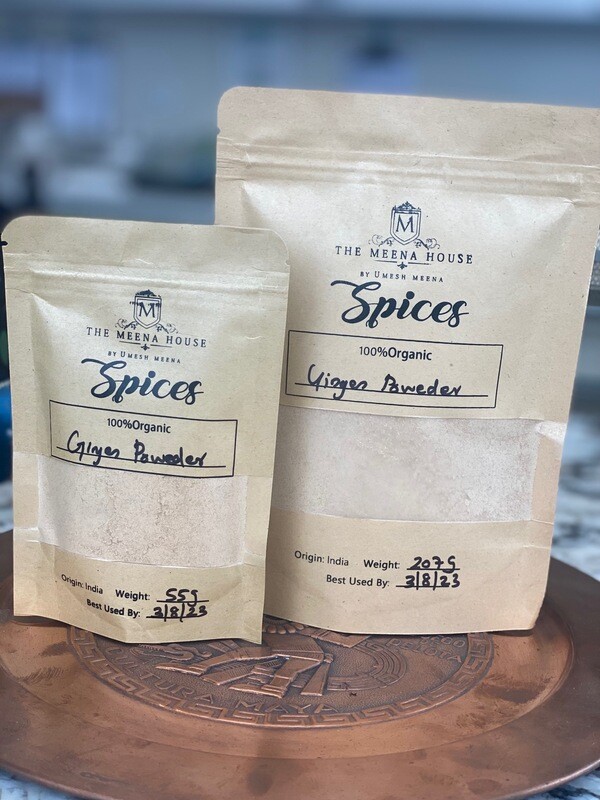 M
THE MEENA HOUSE
BY UMESH MEENA
Spices
100%Organic
Ginger Paweder
Origin: India Weight: 55g
Best Used By: 3/8/23
M
THE MEENA HOUSE
BY UMESH MEENA
Spices
100%Organic
Ginger Paweder
Origin: India Weight: 207g
Best Used By: 3/8/23
CULTURA MAYA